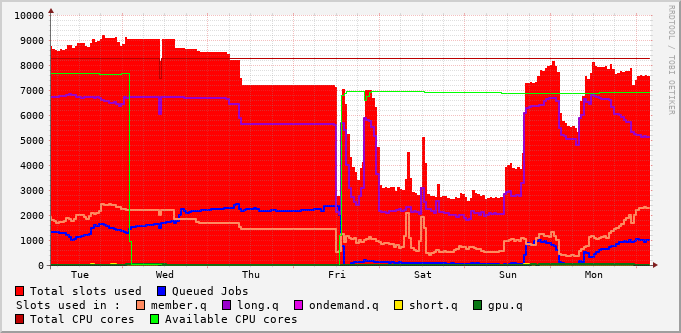 10000
9000
8000
7000
6000
5000
4000
3000
2000
1000
0
Tue Wed Thu Fri Sat Sun Mon
RRDTOOL / TOBI OETIKER
Total slots used Queued Jobs
Slots used in : member.q long.q ondemand.q short.q gpu.q
Total CPU cores Available CPU cores